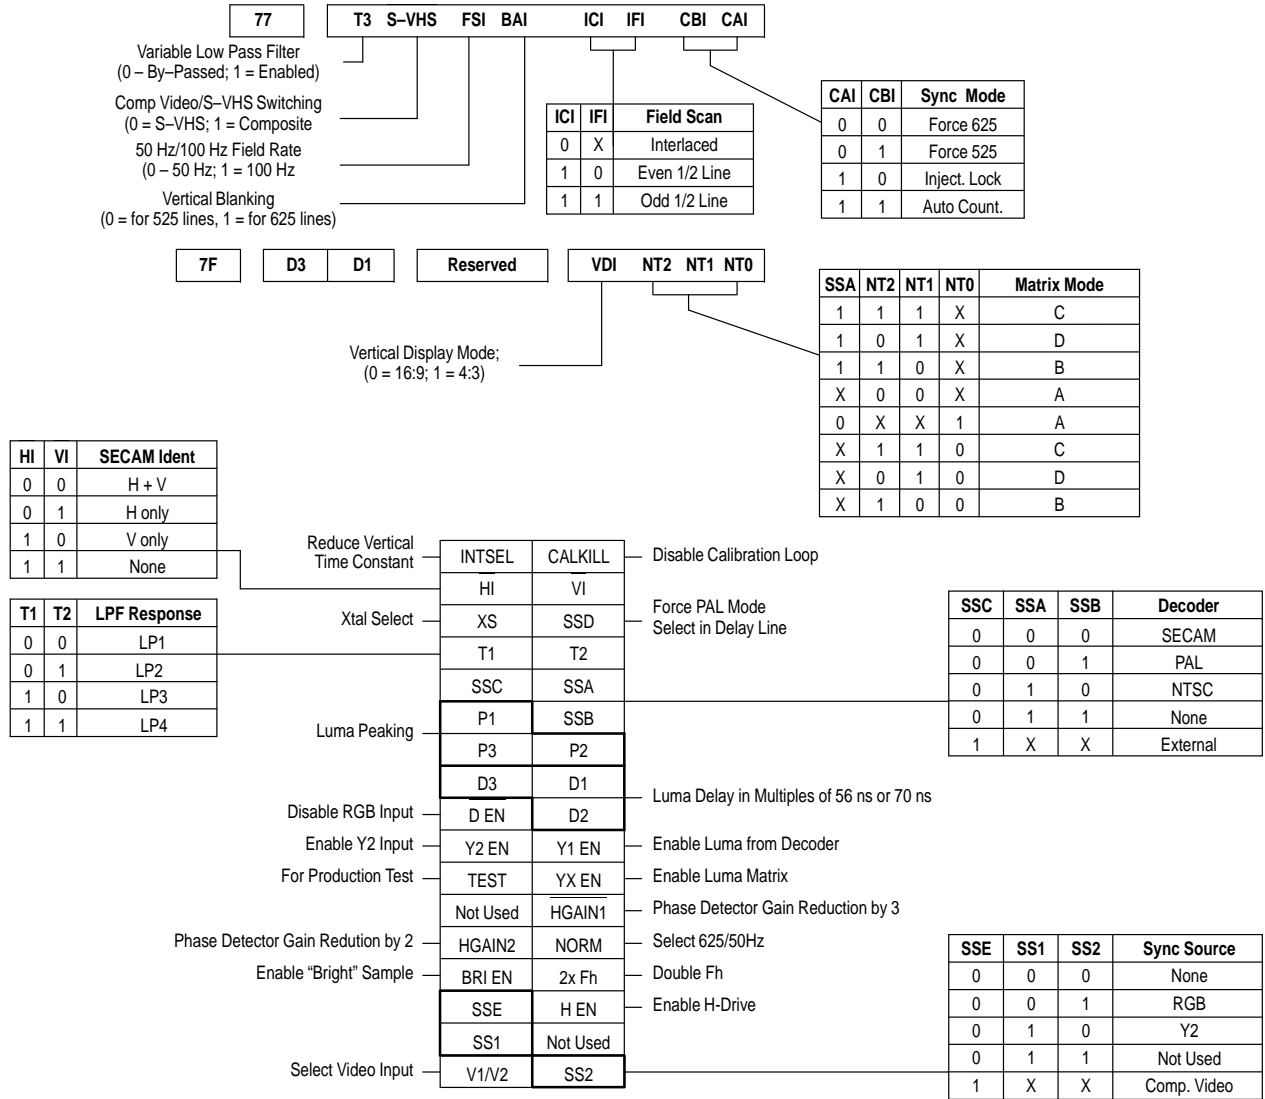 77 T3 S–VHS FSI BAI ICI IFI CBI CAI
Variable Low Pass Filter
(0 – By–Passed; 1 = Enabled)
Comp Video/S–VHS Switching
(0 = S–VHS; 1 = Composite
50 Hz/100 Hz Field Rate
(0 – 50 Hz; 1 = 100 Hz
Vertical Blanking
(0 = for 525 lines, 1 = for 625 lines)
ICI IFI Field Scan
0 X Interlaced
1 0 Even 1/2 Line
1 1 Odd 1/2 Line
CAI CBI Sync Mode
0 0 Force 625
0 1 Force 525
1 0 Inject. Lock
1 1 Auto Count.
7F D3 D1 Reserved VDI NT2 NT1 NT0
Vertical Display Mode;
(0 = 16:9; 1 = 4:3)
SSA NT2 NT1 NT0 Matrix Mode
1 1 1 X C
1 0 1 X D
1 1 0 X B
X 0 0 X A
0 X X 1 A
X 1 1 0 C
X 0 1 0 D
X 1 0 0 B
HI VI SECAM Ident
0 0 H + V
0 1 H only
1 0 V only
1 1 None
T1 T2 LPF Response
0 0 LP1
0 1 LP2
1 0 LP3
1 1 LP4
Reduce Vertical
Time Constant
INTSEL CALKILL Disable Calibration Loop
HI VI
Xtal Select XS SSD
Force PAL Mode
Select in Delay Line
T1 T2
SSC SSA
P1 SSB
Luma Peaking
P3 P2
D3 D1
Luma Delay in Multiples of 56 ns or 70 ns
Disable RGB Input D EN D2
Enable Y2 Input Y2 EN Y1 EN Enable Luma from Decoder
For Production Test TEST YX EN Enable Luma Matrix
Not Used HGAIN1 Phase Detector Gain Reduction by 3
Phase Detector Gain Redution by 2 HGAIN2 NORM Select 625/50Hz
Enable “Bright” Sample BRI EN 2x Fh Double Fh
SSE H EN Enable H-Drive
SS1 Not Used
Select Video Input V1/V2 SS2
SSC SSA SSB Decoder
0 0 0 SECAM
0 0 1 PAL
0 1 0 NTSC
0 1 1 None
1 X X External
SSE SS1 SS2 Sync Source
0 0 0 None
0 0 1 RGB
0 1 0 Y2
0 1 1 Not Used
1 X X Comp. Video